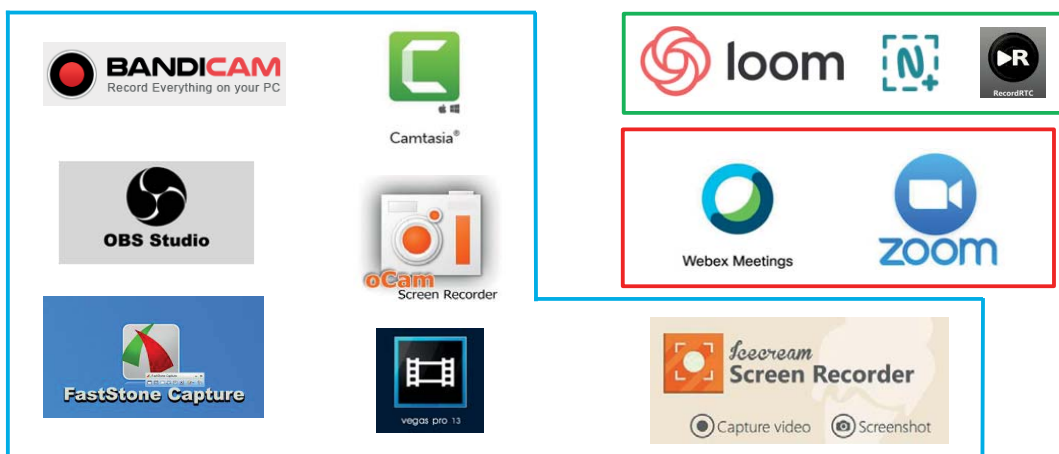 BANDICAM
Record Everything on your PC
Camtasia®
OBS Studio
oCam
Screen Recorder
FastStone Capture
vegas pro 13
loom
N+
R
RecordRTC
Webex Meetings
zoom
Icecream
Screen Recorder
Capture video
Screenshot